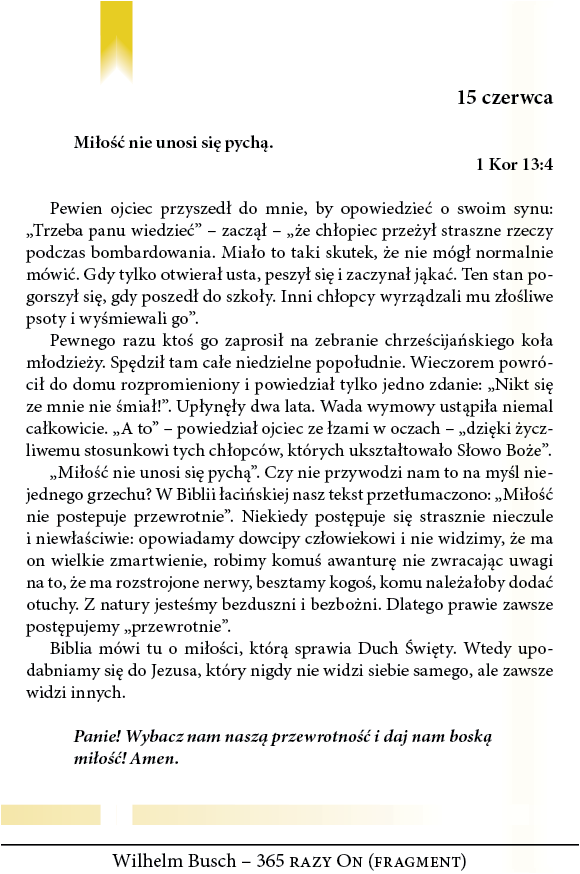 15 czerwca
Miłość nie unosi się pychą.
1 Kor 13:4
Pewien ojciec przyszedł do mnie, by opowiedzieć o swoim synu:
„Trzeba panu wiedzieć” – zaczął – „że chłopiec przeżył straszne rzeczy
podczas bombardowania. Miało to taki skutek, że nie mógł normalnie
mówić. Gdy tylko otwierał usta, peszył się i zaczynał jąkać. Ten stan po-
gorszył się, gdy poszedł do szkoły. Inni chłopcy wyrządzali mu złośliwe
psoty i wyśmiewali go”.
Pewnego razu ktoś go zaprosił na zebranie chrześcijańskiego koła
młodzieży. Spędził tam całe niedzielne popołudnie. Wieczorem powró-
cił do domu rozpromieniony i powiedział tylko jedno zdanie: „Nikt się
ze mnie nie śmiał!”. Upłynęły dwa lata. Wada wymowy ustąpiła niemal
całkowicie. „A to” – powiedział ojciec ze łzami w oczach – „dzięki życz-
liwemu stosunkowi tych chłopców, których ukształtowało Słowo Boże”.
„Miłość nie unosi się pychą”. Czy nie przywodzi nam to na myśl nie-
jednego grzechu? W Biblii łacińskiej nasz tekst przetłumaczono: „Miłość
nie postepuje przewrotnie”. Niekiedy postępuje się strasznie nieczule
i niewłaściwie: opowiadamy dowcipy człowiekowi i nie widzimy, że ma
on wielkie zmartwienie, robimy komuś awanturę nie zwracając uwagi
na to, że ma rozstrojone nerwy, besztamy kogoś, komu należałoby dodać
otuchy. Z natury jesteśmy bezduszni i bezbożni. Dlatego prawie zawsze
postępujemy „przewrotnie”.
Biblia mówi tu o miłości, którą sprawia Duch Święty. Wtedy upo-
dabniamy się do Jezusa, który nigdy nie widzi siebie samego, ale zawsze
widzi innych.
Panie! Wybacz nam naszą przewrotność i daj nam boską
miłość! Amen.
Wilhelm Busch – 365 razy On (fragment)